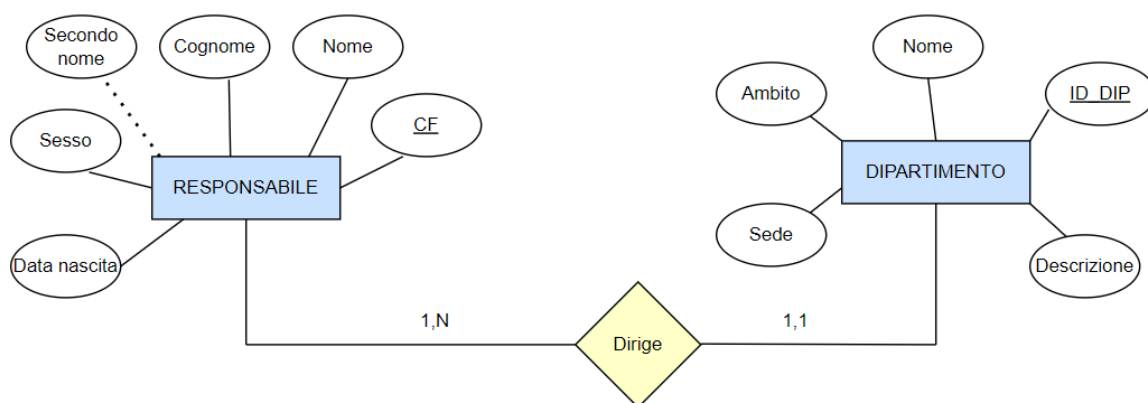 Secondo
nome
Cognome
Nome
Sesso
CF
RESPONSABILE
Data nascita
Nome
Ambito
ID_DIP
DIPARTIMENTO
Sede
Descrizione
1,N
Dirige
1,1